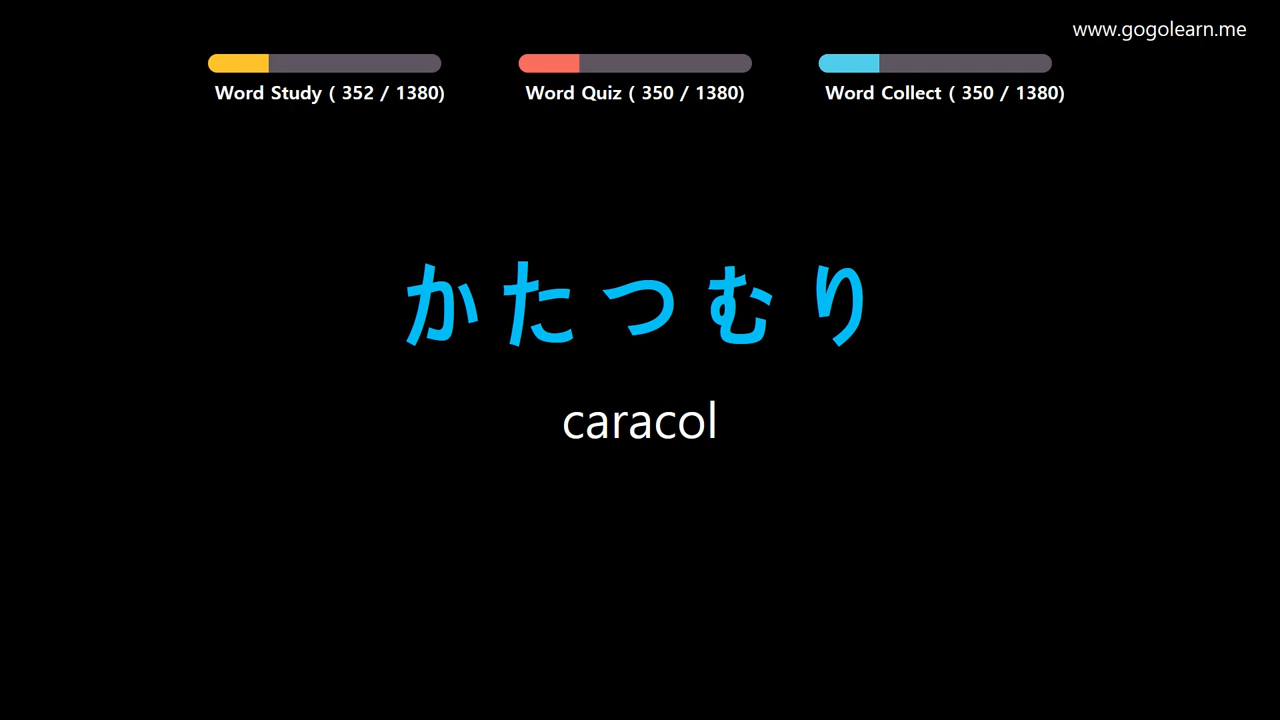 www.gogolearn.me
Word Study ( 352 / 1380)
Word Quiz ( 350 / 1380)
Word Collect ( 350 / 1380)
かたつむり
caracol